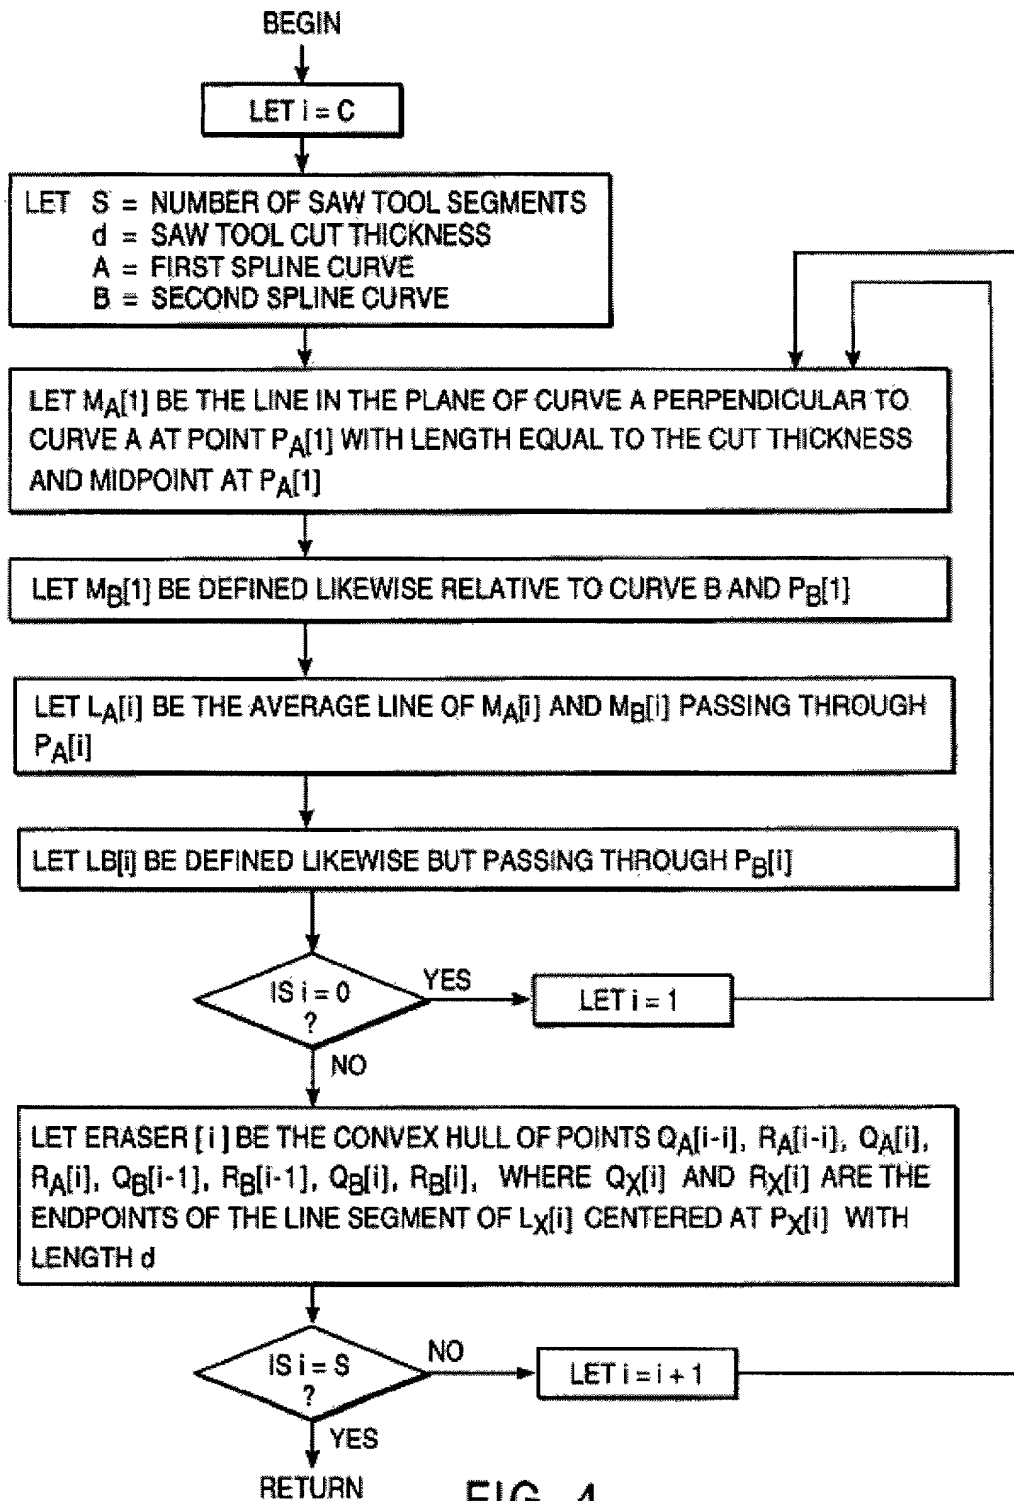 BEGIN
LET i = C
LET S = NUMBER OF SAW TOOL SEGMENTS
d = SAW TOOL CUT THICKNESS
A = FIRST SPLINE CURVE
B = SECOND SPLINE CURVE
LET MA[1] BE THE LINE IN THE PLANE OF CURVE A PERPENDICULAR TO
CURVE A AT POINT PA[1] WITH LENGTH EQUAL TO THE CUT THICKNESS
AND MIDPOINT AT PA[1]
LET MB[1] BE DEFINED LIKEWISE RELATIVE TO CURVE B AND PB[1]
LET LA[i] BE THE AVERAGE LINE OF MA[i] AND MB[i] PASSING THROUGH
PA[i]
LET LB[i] BE DEFINED LIKEWISE BUT PASSING THROUGH PB[i]
IS i = 0
?
YES
LET i = 1
NO
LET ERASER [i] BE THE CONVEX HULL OF POINTS QA[i-i], RA[i-i], QA[i],
RA[i], QB[i-1], RB[i-1], QB[i], RB[i], WHERE QX[i] AND RX[i] ARE THE
ENDPOINTS OF THE LINE SEGMENT OF LX[i] CENTERED AT PX[i] WITH
LENGTH d
IS i = S
?
NO
LET i = i + 1
YES
RETURN
FIG. 4